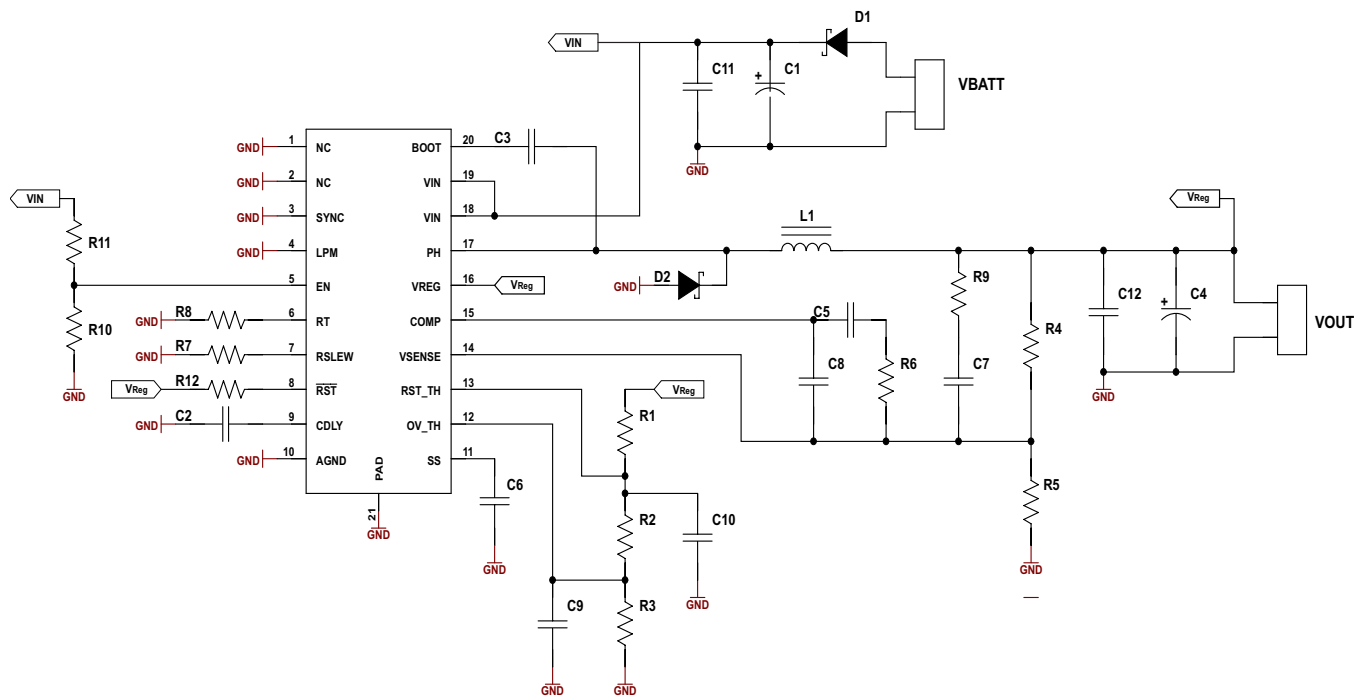 D1
VIN
C11
C1
VBATT
GND
C3
GND 1 NC BOOT 20
GND 2 NC VIN 19
GND 3 SYNC VIN 18
GND 4 LPM PH 17
5 EN VREG 16 VReg
GND R8 6 RT COMP 15
GND R7 7 RSLEW VSENSE 14
VReg R12 8 RST RST_TH 13
GND C2 9 CDLY OV_TH 12
GND 10 AGND SS 11
PAD
21
GND
VIN
R11
R10
GND
L1
VReg
GND D2
R9
C5
C12
C4
VOUT
R4
R6
C8
C7
GND
VReg
R1
C6
GND
R2
C10
GND
R5
GND
C9
R3
GND
GND